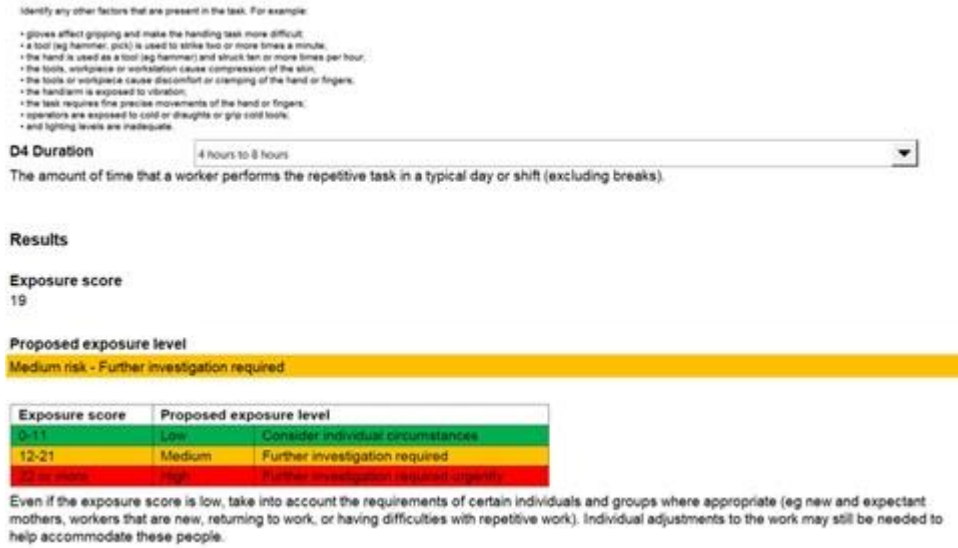 Identify any other factors that are present in the task. For example:
• gloves affect gripping and make the handling task more difficult;
• a tool (eg hammer, pick) is used to strike two or more times a minute;
• the hand is used as a tool (eg hammer) and struck ten or more times per hour;
• the tools, workpiece or workstation cause compression of the skin;
• the tools or workpiece cause discomfort or cramping of the hand or fingers;
• the hand/arm is exposed to vibration;
• the task requires fine precise movements of the hand or fingers;
• operators are exposed to cold or draughts or grip cold tools;
• and lighting levels are inadequate.
D4 Duration 4 hours to 8 hours
The amount of time that a worker performs the repetitive task in a typical day or shift (excluding breaks).
Results
Exposure score
19
Proposed exposure level
Medium risk - Further investigation required
Exposure score Proposed exposure level
0-11 Low Consider individual circumstances
12-21 Medium Further investigation required
22 or more High Further investigation required urgently
Even if the exposure score is low, take into account the requirements of certain individuals and groups where appropriate (eg new and expectant
mothers, workers that are new, returning to work, or having difficulties with repetitive work). Individual adjustments to the work may still be needed to
help accommodate these people.